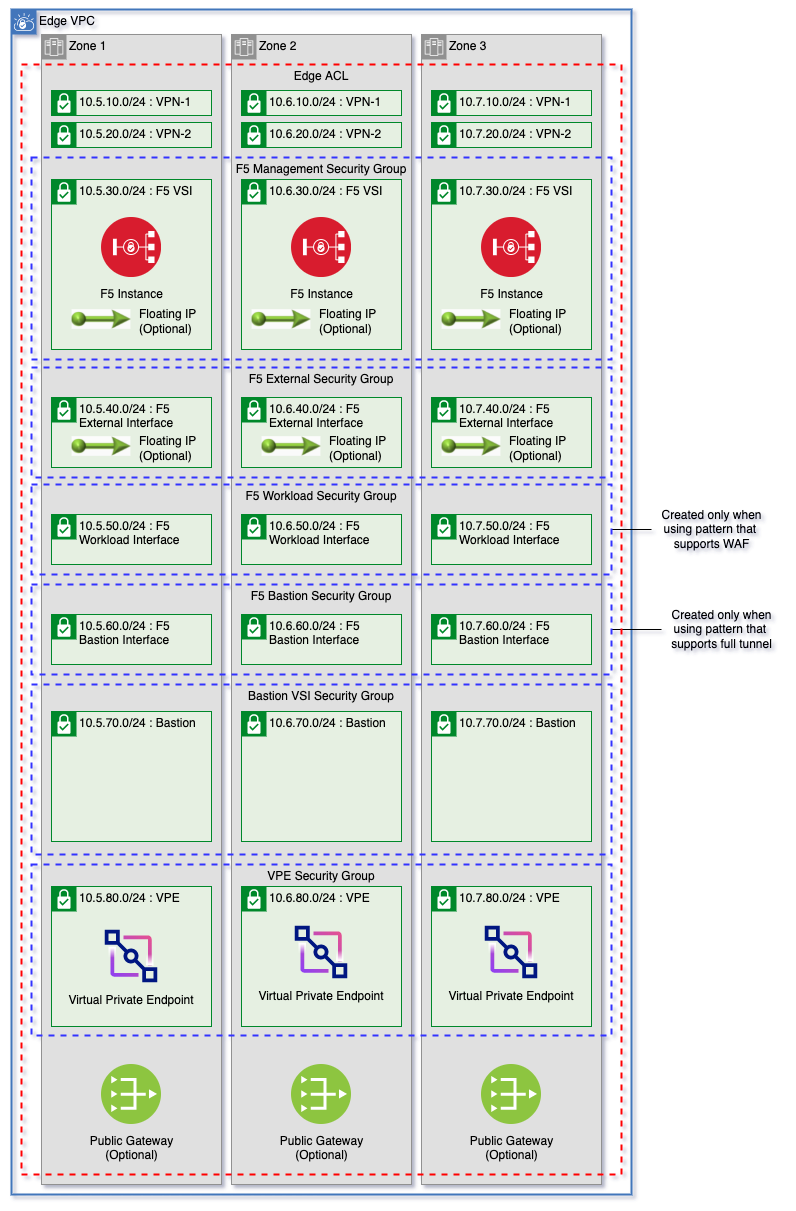 Edge VPC
Zone 1
Zone 2
Zone 3
Edge ACL
10.5.10.0/24 : VPN-1
10.6.10.0/24 : VPN-1
10.7.10.0/24 : VPN-1
10.5.20.0/24 : VPN-2
10.6.20.0/24 : VPN-2
10.7.20.0/24 : VPN-2
F5 Management Security Group
10.5.30.0/24 : F5 VSI
10.6.30.0/24 : F5 VSI
10.7.30.0/24 : F5 VSI
F5 Instance
F5 Instance
F5 Instance
Floating IP
(Optional)
Floating IP
(Optional)
Floating IP
(Optional)
F5 External Security Group
10.5.40.0/24 : F5
External Interface
10.6.40.0/24 : F5
External Interface
10.7.40.0/24 : F5
External Interface
Floating IP
(Optional)
Floating IP
(Optional)
Floating IP
(Optional)
F5 Workload Security Group
10.5.50.0/24 : F5
Workload Interface
10.6.50.0/24 : F5
Workload Interface
10.7.50.0/24 : F5
Workload Interface
Created only when
using pattern that
supports WAF
F5 Bastion Security Group
10.5.60.0/24 : F5
Bastion Interface
10.6.60.0/24 : F5
Bastion Interface
10.7.60.0/24 : F5
Bastion Interface
Created only when
using pattern that
supports full tunnel
Bastion VSI Security Group
10.5.70.0/24 : Bastion
10.6.70.0/24 : Bastion
10.7.70.0/24 : Bastion
VPE Security Group
10.5.80.0/24 : VPE
10.6.80.0/24 : VPE
10.7.80.0/24 : VPE
Virtual Private Endpoint
Virtual Private Endpoint
Virtual Private Endpoint
Public Gateway
(Optional)
Public Gateway
(Optional)
Public Gateway
(Optional)